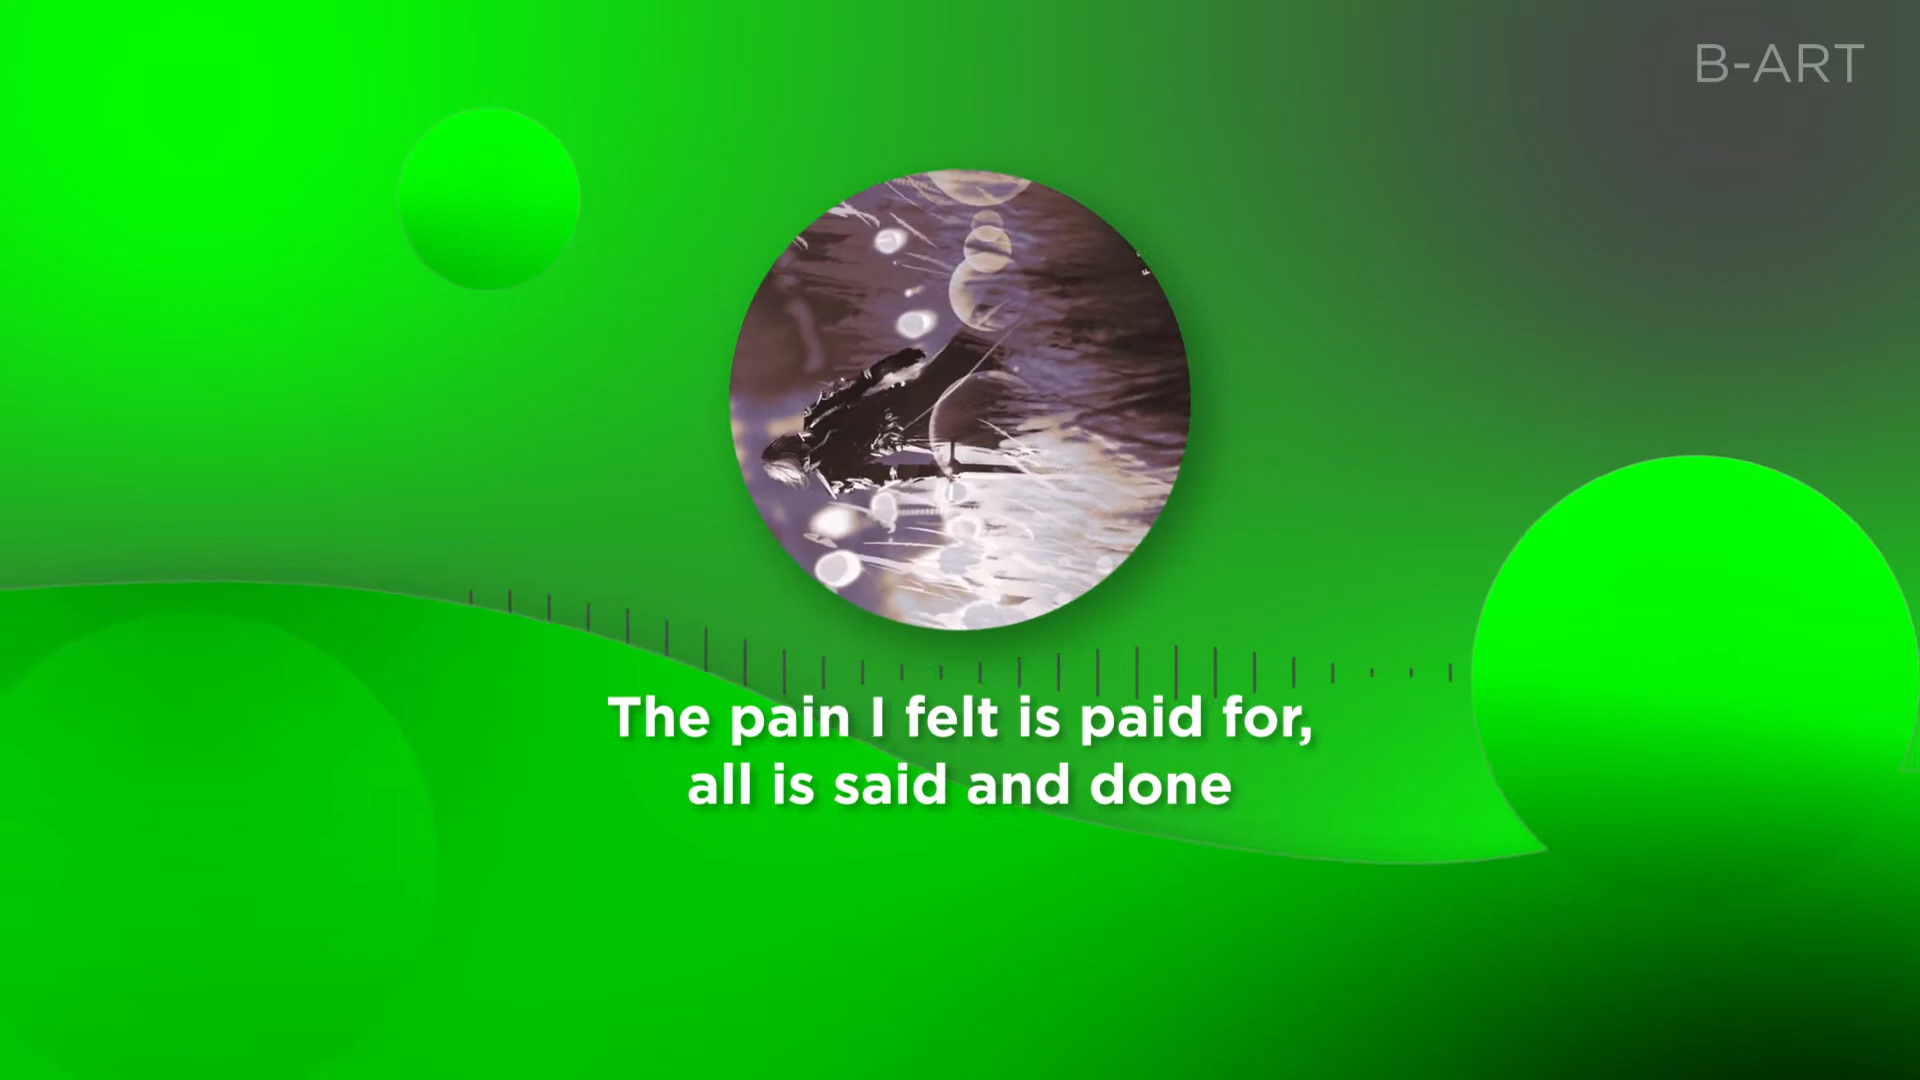 B-ART
The pain I felt is paid for,
all is said and done